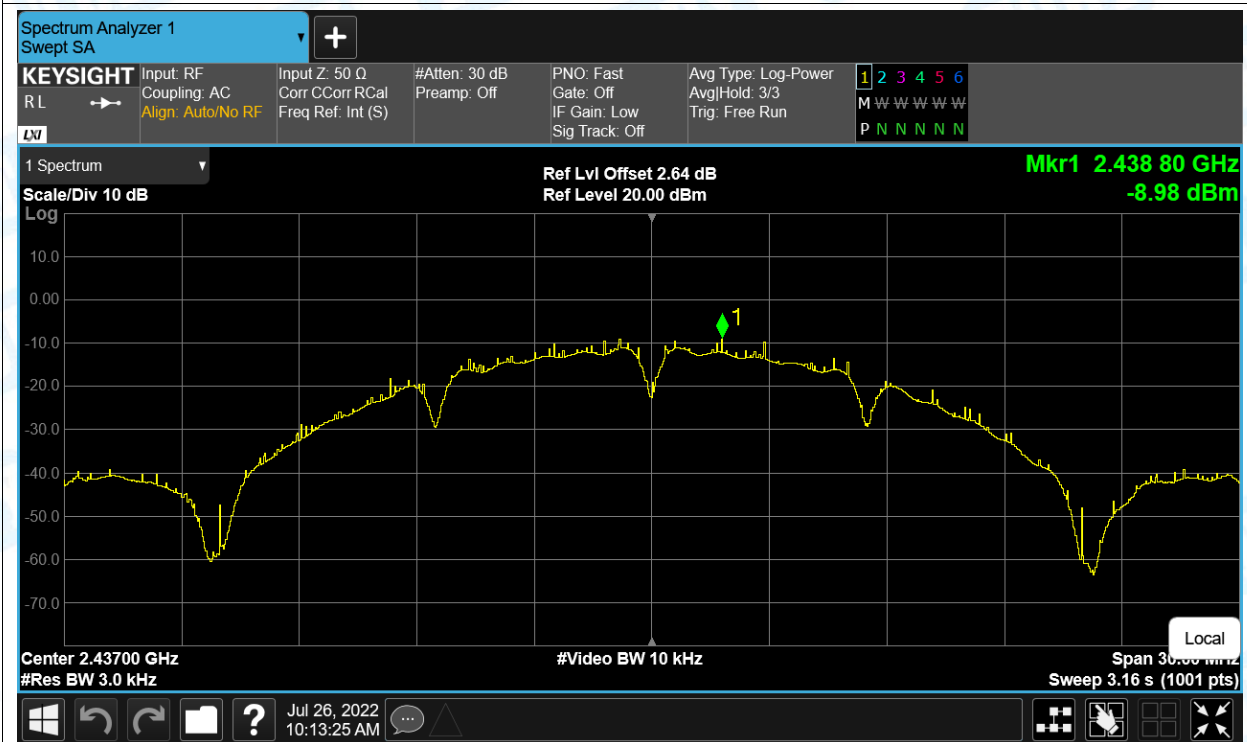 Spectrum Analyzer 1
Swept SA
KEYSIGHT
R L
LXI
Input: RF
Coupling: AC
Align: Auto/No RF
Input Z: 50 Ω
Corr CCorr RCal
Freq Ref: Int (S)
#Atten: 30 dB
Preamp: Off
PNO: Fast
Gate: Off
IF Gain: Low
Sig Track: Off
Avg Type: Log-Power
Avg|Hold: 3/3
Trig: Free Run
1 2 3 4 5 6
M W W W W W
P N N N N N
1 Spectrum
Scale/Div 10 dB
Log
Ref Lvl Offset 2.64 dB
Ref Level 20.00 dBm
Mkr1 2.438 80 GHz
-8.98 dBm
10.0
0.00
-10.0
-20.0
-30.0
-40.0
-50.0
-60.0
-70.0
1
Center 2.43700 GHz
#Res BW 3.0 kHz
#Video BW 10 kHz
Local
Span 30.00 MHz
Sweep 3.16 s (1001 pts)
?
Jul 26, 2022
10:13:25 AM